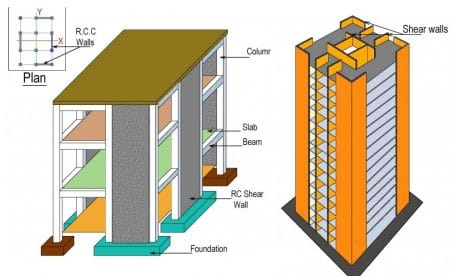 Y
R.C.C
Walls
X
Plan
Columr
Slab
Beam
RC Shear
Wall
Foundation
Shear walls